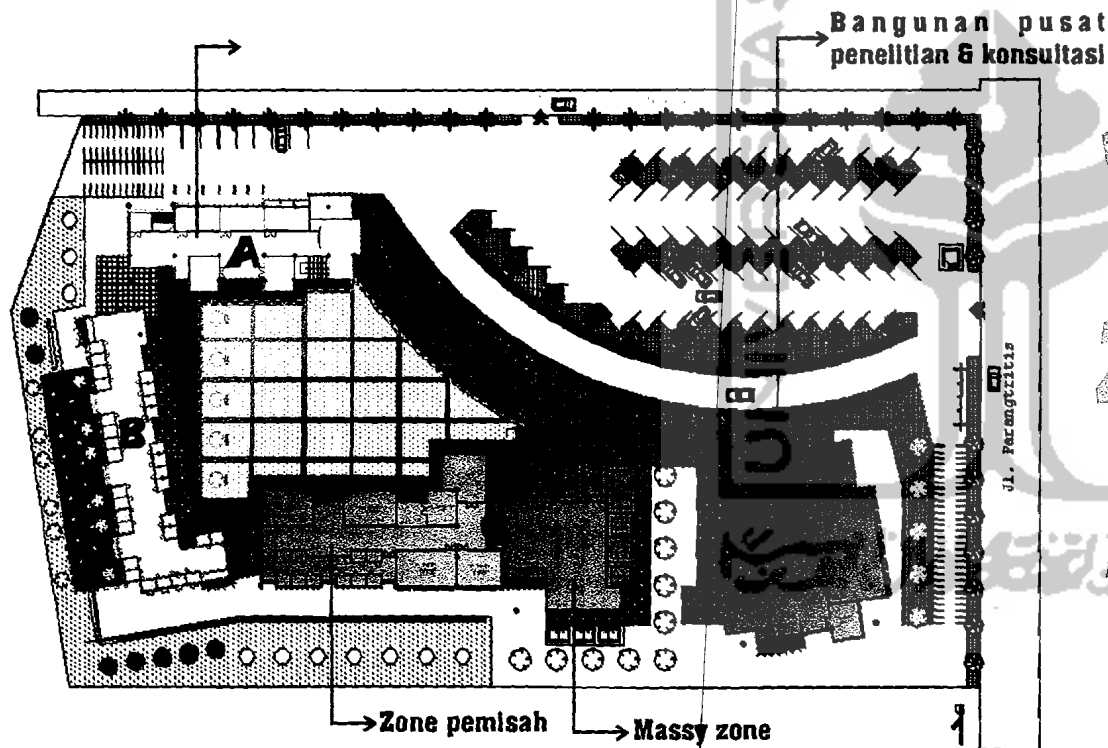 Bangunan pusat
penelitian & konsultasi
A
B
Jl. Parangtritis
Zone pemisah
Massy zone